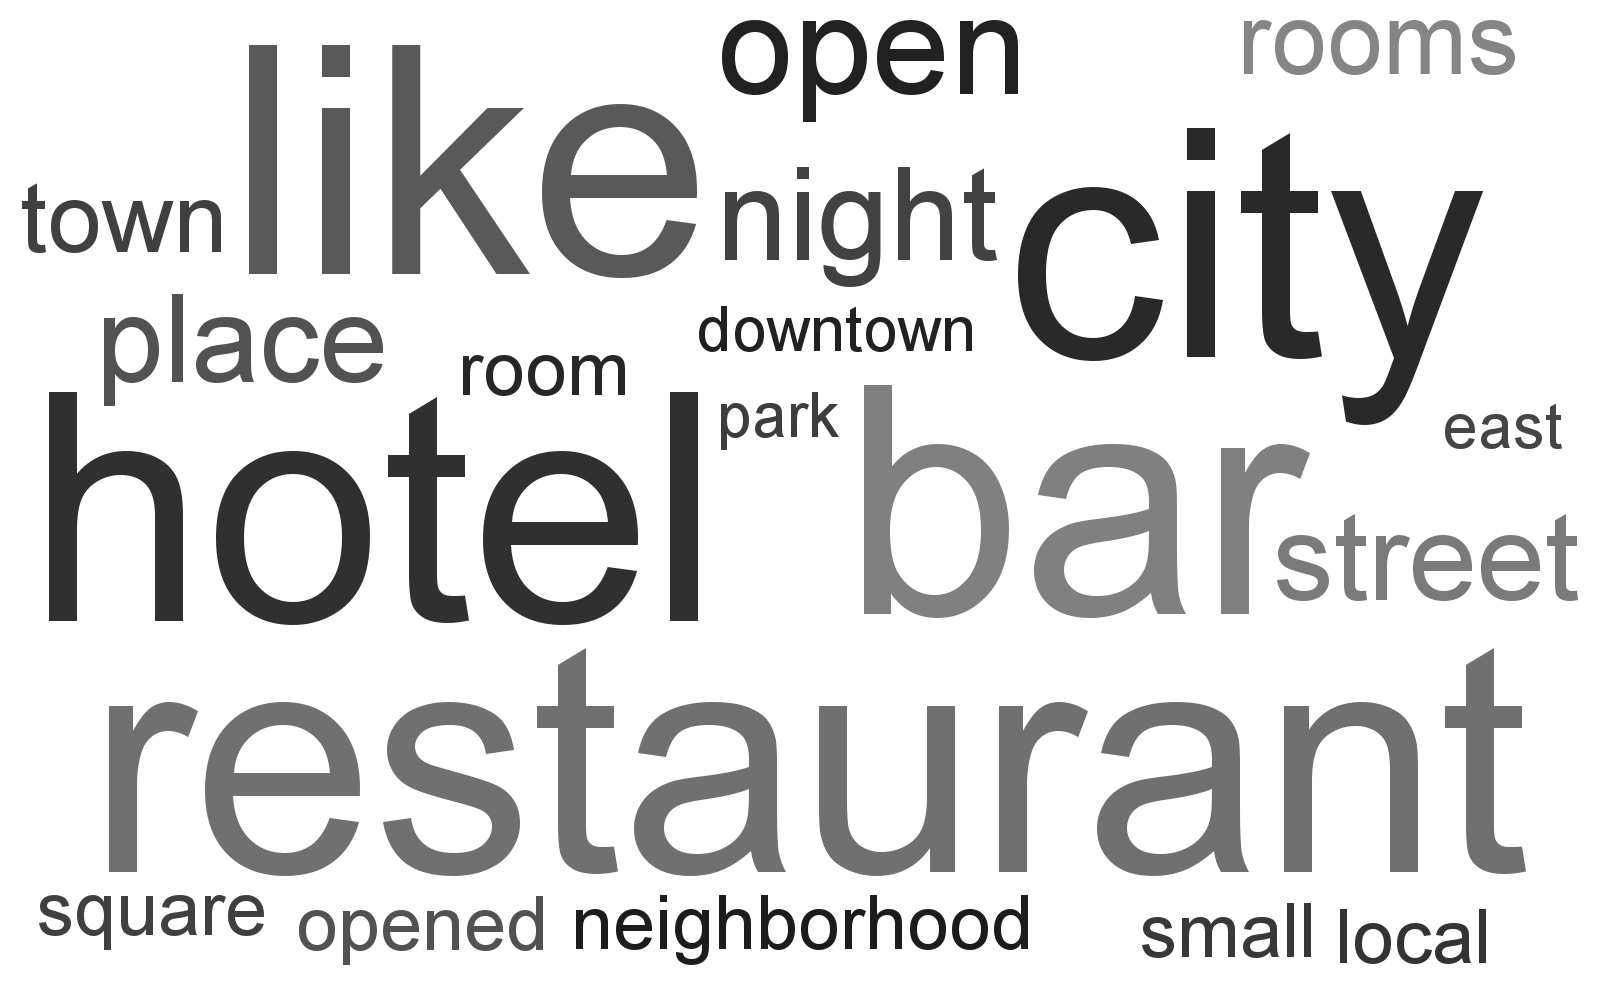 open rooms
like
town night city
place downtown
room
hotel park bar east
street
restaurant
square opened neighborhood small local